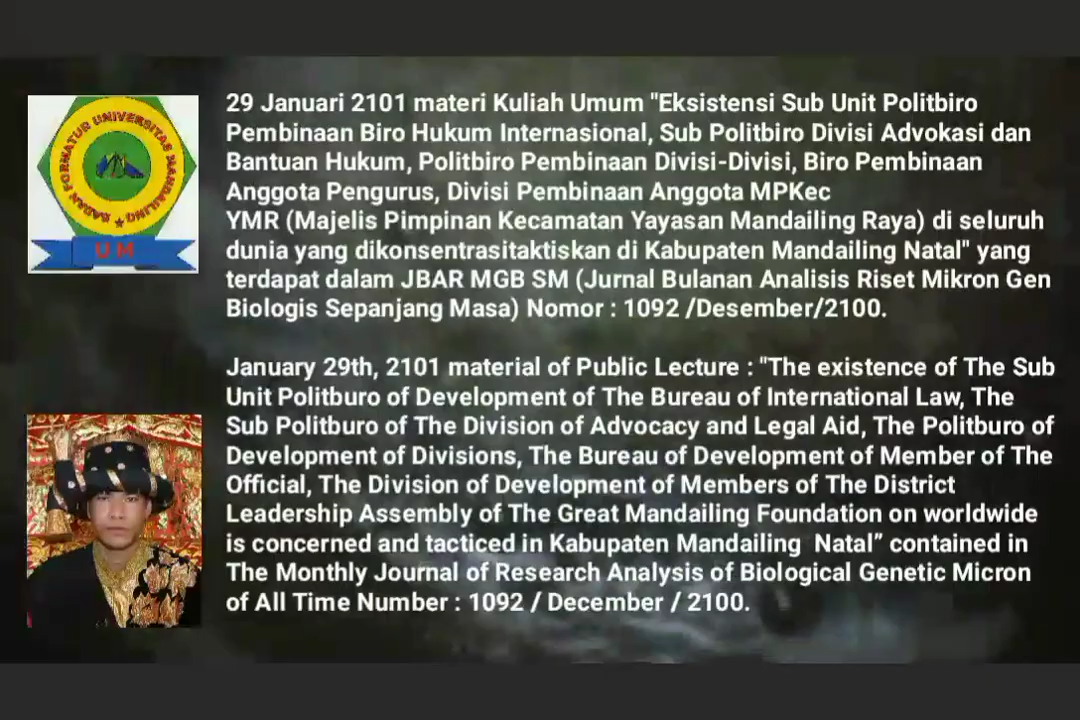 BADAN FORMATUR UNIVERSITAS MANDAILING
U M
29 Januari 2101 materi Kuliah Umum "Eksistensi Sub Unit Politbiro
Pembinaan Biro Hukum Internasional, Sub Politbiro Divisi Advokasi dan
Bantuan Hukum, Politbiro Pembinaan Divisi-Divisi, Biro Pembinaan
Anggota Pengurus, Divisi Pembinaan Anggota MPKec
YMR (Majelis Pimpinan Kecamatan Yayasan Mandailing Raya) di seluruh
dunia yang dikonsentrasitaktiskan di Kabupaten Mandailing Natal" yang
terdapat dalam JBAR MGB SM (Jurnal Bulanan Analisis Riset Mikron Gen
Biologis Sepanjang Masa) Nomor : 1092 /Desember/2100.
January 29th, 2101 material of Public Lecture : "The existence of The Sub
Unit Politburo of Development of The Bureau of International Law, The
Sub Politburo of The Division of Advocacy and Legal Aid, The Politburo of
Development of Divisions, The Bureau of Development of Member of The
Official, The Division of Development of Members of The District
Leadership Assembly of The Great Mandailing Foundation on worldwide
is concerned and tacticed in Kabupaten Mandailing  Natal” contained in
The Monthly Journal of Research Analysis of Biological Genetic Micron
of All Time Number : 1092 / December / 2100.